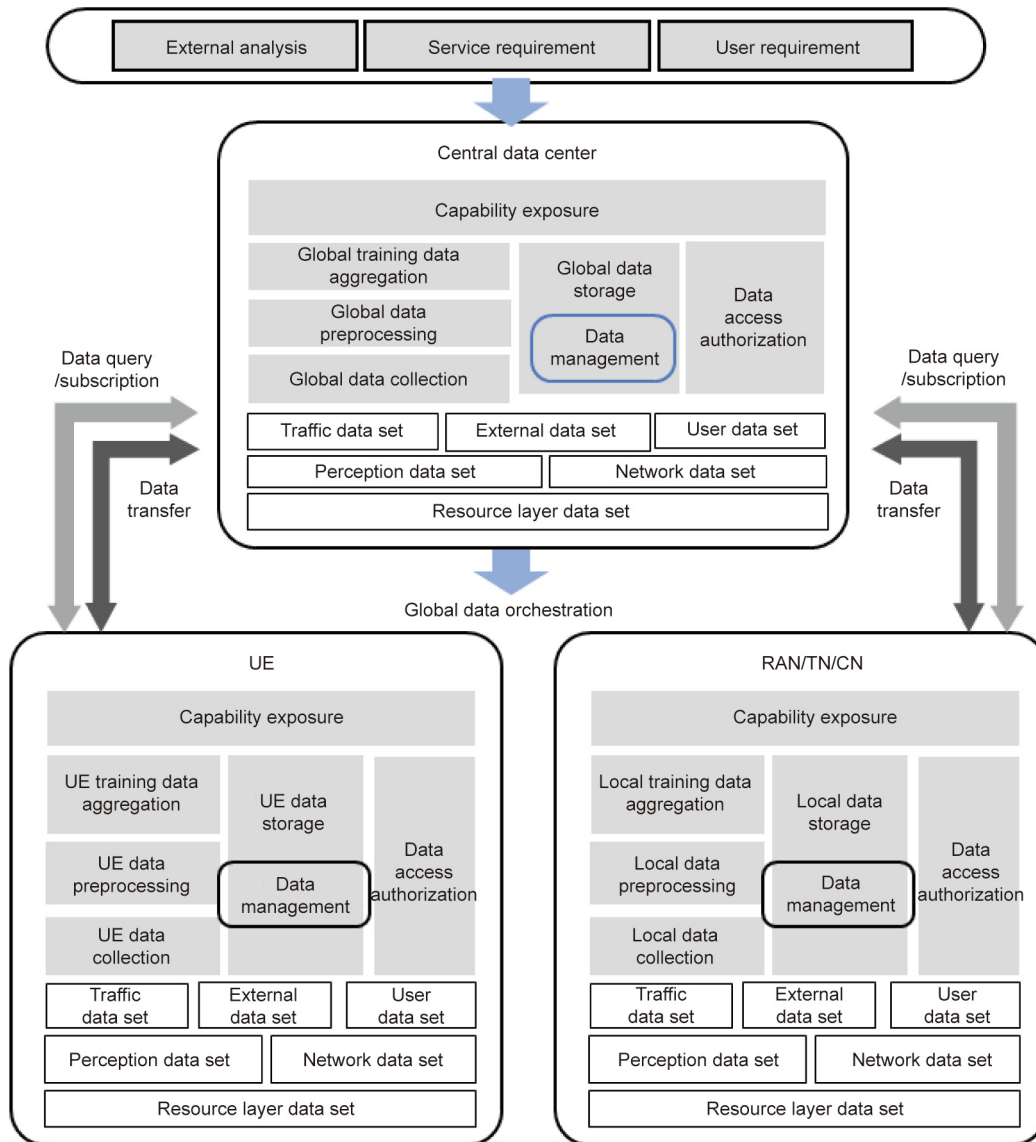 External analysis
Service requirement
User requirement
Central data center
Capability exposure
Global training data
aggregation
Global data
preprocessing
Global data collection
Global data
storage
Data
management
Data
access
authorization
Traffic data set
External data set
User data set
Perception data set
Network data set
Resource layer data set
Data query
/subscription
Data
transfer
Data query
/subscription
Data
transfer
Global data orchestration
UE
Capability exposure
UE training data
aggregation
UE data
preprocessing
UE data
collection
UE data
storage
Data
management
Data
access
authorization
Traffic
data set
External
data set
User
data set
Perception data set
Network data set
Resource layer data set
RAN/TN/CN
Capability exposure
Local training data
aggregation
Local data
preprocessing
Local data
collection
Local data
storage
Data
management
Data
access
authorization
Traffic
data set
External
data set
User
data set
Perception data set
Network data set
Resource layer data set